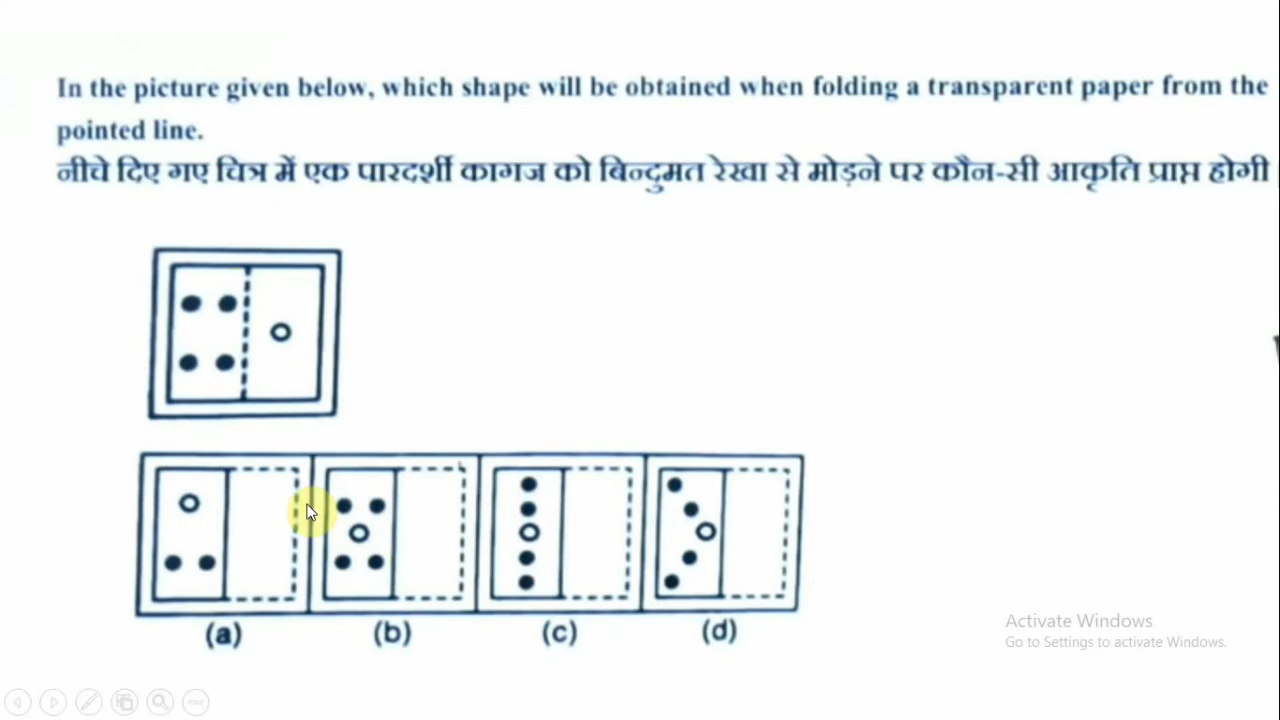 In the picture given below, which shape will be obtained when folding a transparent paper from the
pointed line.
नीचे दिए गए चित्र में एक पारदर्शी कागज को बिन्दुमत रेखा से मोड़ने पर कौन-सी आकृति प्राप्त होगी
(a) (b) (c) (d)
Activate Windows
Go to Settings to activate Windows.